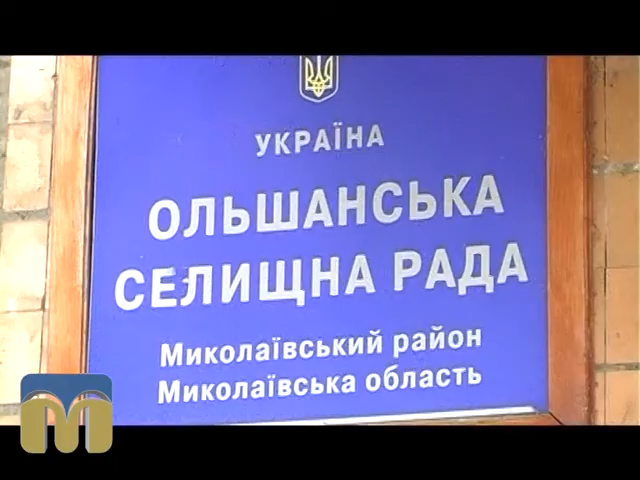 УКРАЇНА
ОЛЬШАНСЬКА
СЕЛИЩНА РАДА
Миколаївський район
Миколаївська область
М